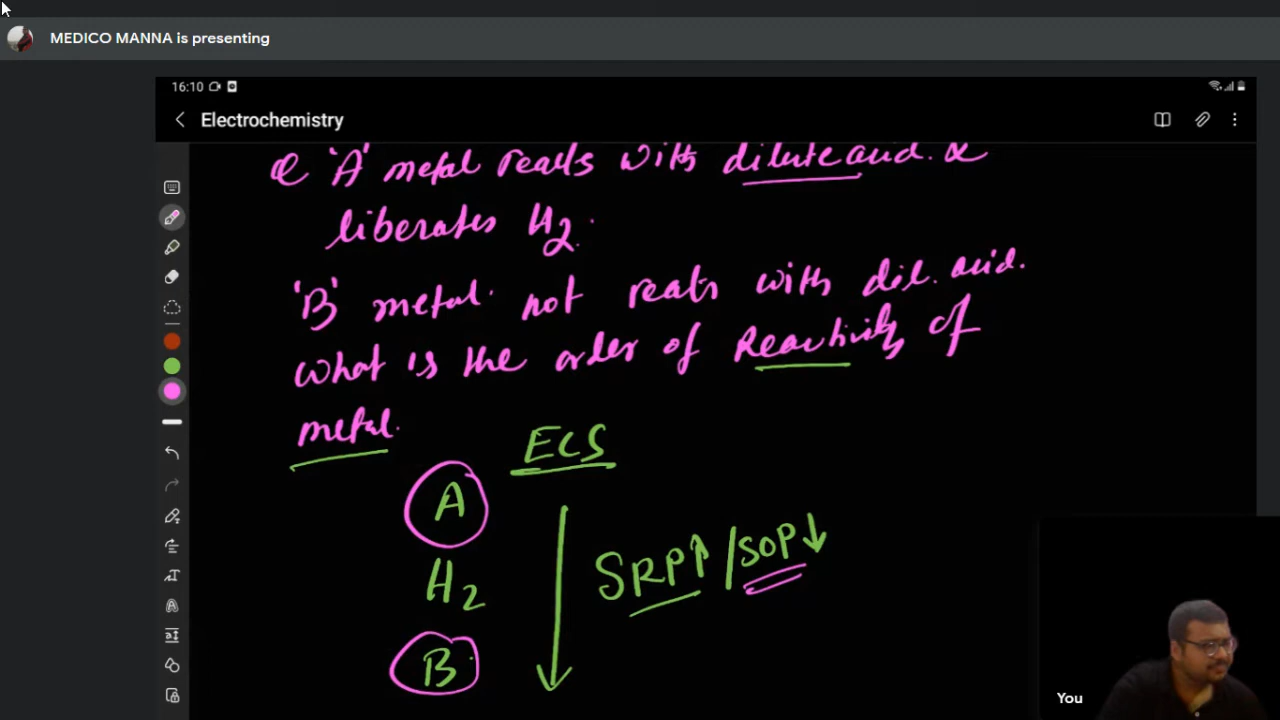 MEDICO MANNA is presenting
16:10
Electrochemistry
Q 'A' metal reacts with dilute acid. &
liberates H2.
'B' metal. not reacts with dil. acid.
what is the order of Reactivity of
metal.
ECS
A
SRP↑ / SOP↓
H2
B
You